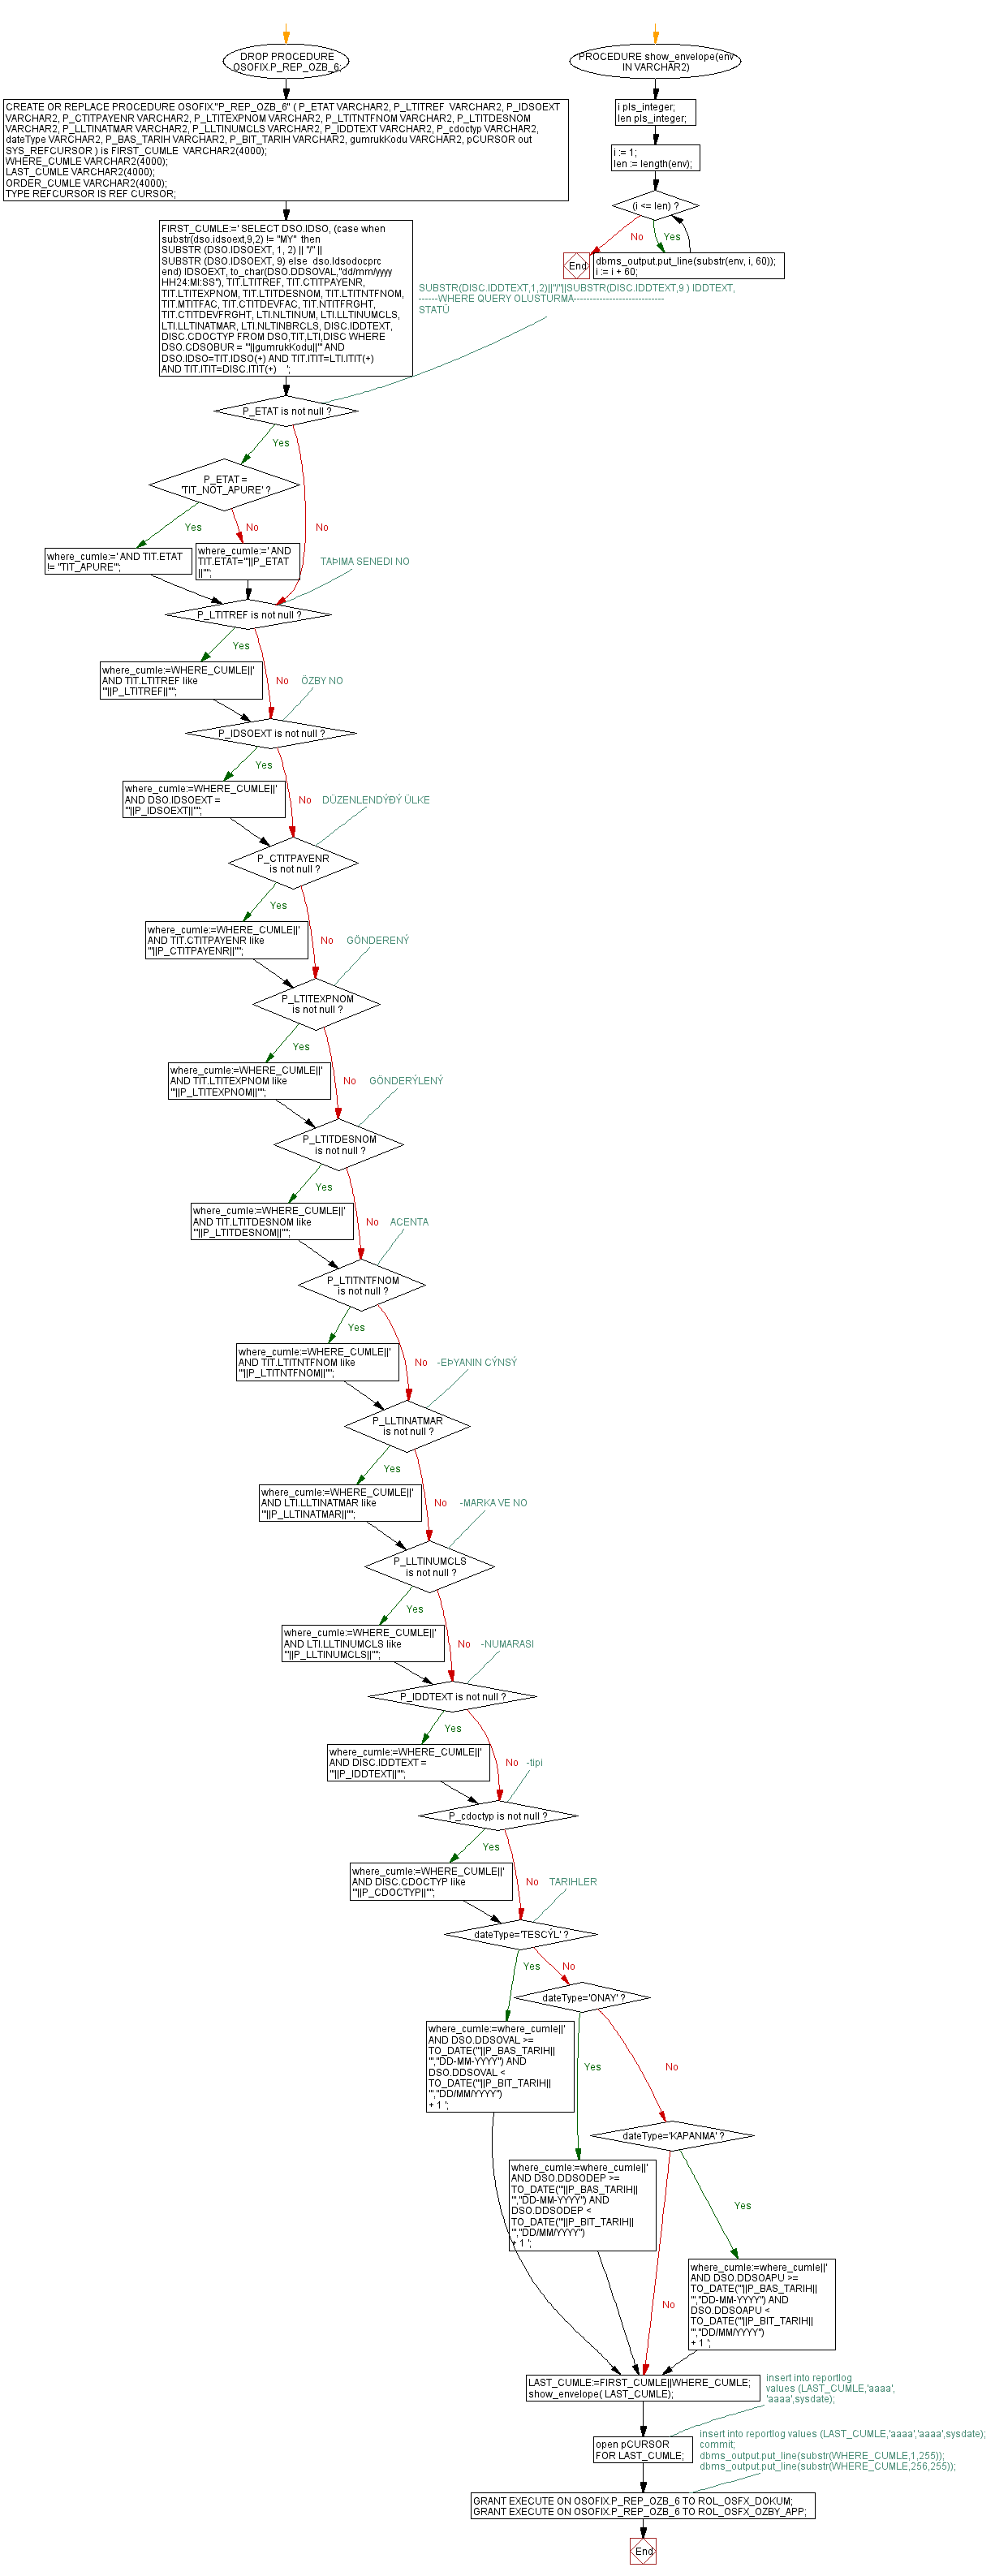 DROP PROCEDURE
OSOFIX.P_REP_OZB_6;
PROCEDURE show_envelope(env
IN VARCHAR2)
CREATE OR REPLACE PROCEDURE OSOFIX."P_REP_OZB_6" ( P_ETAT VARCHAR2, P_LTITREF  VARCHAR2, P_IDSOEXT
VARCHAR2, P_CTITPAYENR VARCHAR2, P_LTITEXPNOM VARCHAR2, P_LTITNTFNOM VARCHAR2, P_LTITDESNOM
VARCHAR2, P_LLTINATMAR VARCHAR2, P_LLTINUMCLS VARCHAR2, P_IDDTEXT VARCHAR2, P_cdoctyp VARCHAR2,
dateType VARCHAR2, P_BAS_TARIH VARCHAR2, P_BIT_TARIH VARCHAR2, gumrukKodu VARCHAR2, pCURSOR out
SYS_REFCURSOR ) is FIRST_CUMLE  VARCHAR2(4000);
WHERE_CUMLE VARCHAR2(4000);
LAST_CUMLE VARCHAR2(4000);
ORDER_CUMLE VARCHAR2(4000);
TYPE REFCURSOR IS REF CURSOR;
i pls_integer;
len pls_integer;
i := 1;
len := length(env);
(i <= len) ?
No
Yes
End
dbms_output.put_line(substr(env, i, 60));
i := i + 60;
FIRST_CUMLE:=' SELECT DSO.IDSO, (case when
substr(dso.idsoext,9,2) != ''MY''  then
SUBSTR (DSO.IDSOEXT, 1, 2) || ''/'' ||
SUBSTR (DSO.IDSOEXT, 9) else  dso.Idsodocprc
end) IDSOEXT, to_char(DSO.DDSOVAL,''dd/mm/yyyy
HH24:MI:SS''), TIT.LTITREF, TIT.CTITPAYENR,
TIT.LTITEXPNOM, TIT.LTITDESNOM, TIT.LTITNTFNOM,
TIT.MTITFAC, TIT.CTITDEVFAC, TIT.NTITFRGHT,
TIT.CTITDEVFRGHT, LTI.NLTINUM, LTI.LLTINUMCLS,
LTI.LLTINATMAR, LTI.NLTINBRCLS, DISC.IDDTEXT,
DISC.CDOCTYP FROM DSO,TIT,LTI,DISC WHERE
DSO.CDSOBUR = '''||gumrukKodu||''' AND
DSO.IDSO=TIT.IDSO(+) AND TIT.ITIT=LTI.ITIT(+)
AND TIT.ITIT=DISC.ITIT(+)    ';
SUBSTR(DISC.IDDTEXT,1,2)||''/''||SUBSTR(DISC.IDDTEXT,9 ) IDDTEXT,
------WHERE QUERY OLUSTURMA----------------------------
STATÜ
P_ETAT is not null ?
Yes
P_ETAT =
'TIT_NOT_APURE' ?
Yes
No
No
where_cumle:=' AND TIT.ETAT
!= ''TIT_APURE''';
where_cumle:=' AND
TIT.ETAT='''||P_ETAT
||'''';
TAÞIMA SENEDI NO
P_LTITREF is not null ?
Yes
where_cumle:=WHERE_CUMLE||'
AND TIT.LTITREF like
'''||P_LTITREF||'''';
No
ÖZBY NO
P_IDSOEXT is not null ?
Yes
where_cumle:=WHERE_CUMLE||'
AND DSO.IDSOEXT =
'''||P_IDSOEXT||'''';
No
DÜZENLENDÝÐÝ ÜLKE
P_CTITPAYENR
is not null ?
Yes
where_cumle:=WHERE_CUMLE||'
AND TIT.CTITPAYENR like
'''||P_CTITPAYENR||'''';
No
GÖNDERENÝ
P_LTITEXPNOM
is not null ?
Yes
where_cumle:=WHERE_CUMLE||'
AND TIT.LTITEXPNOM like
'''||P_LTITEXPNOM||'''';
No
GÖNDERÝLENÝ
P_LTITDESNOM
is not null ?
Yes
where_cumle:=WHERE_CUMLE||'
AND TIT.LTITDESNOM like
'''||P_LTITDESNOM||'''';
No
ACENTA
P_LTITNTFNOM
is not null ?
Yes
where_cumle:=WHERE_CUMLE||'
AND TIT.LTITNTFNOM like
'''||P_LTITNTFNOM||'''';
No
-EÞYANIN CÝNSÝ
P_LLTINATMAR
is not null ?
Yes
where_cumle:=WHERE_CUMLE||'
AND LTI.LLTINATMAR like
'''||P_LLTINATMAR||'''';
No
-MARKA VE NO
P_LLTINUMCLS
is not null ?
Yes
where_cumle:=WHERE_CUMLE||'
AND LTI.LLTINUMCLS like
'''||P_LLTINUMCLS||'''';
No
-NUMARASI
P_IDDTEXT is not null ?
Yes
where_cumle:=WHERE_CUMLE||'
AND DISC.IDDTEXT =
'''||P_IDDTEXT||'''';
No
-tipi
P_cdoctyp is not null ?
Yes
where_cumle:=WHERE_CUMLE||'
AND DISC.CDOCTYP like
'''||P_CDOCTYP||'''';
No
TARIHLER
dateType='TESCÝL' ?
Yes
No
dateType='ONAY' ?
where_cumle:=where_cumle||'
AND DSO.DDSOVAL >=
TO_DATE('''||P_BAS_TARIH||
''',''DD-MM-YYYY'') AND
DSO.DDSOVAL <
TO_DATE('''||P_BIT_TARIH||
''',''DD/MM/YYYY'')
+ 1 ';
Yes
No
dateType='KAPANMA' ?
where_cumle:=where_cumle||'
AND DSO.DDSODEP >=
TO_DATE('''||P_BAS_TARIH||
''',''DD-MM-YYYY'') AND
DSO.DDSODEP <
TO_DATE('''||P_BIT_TARIH||
''',''DD/MM/YYYY'')
+ 1 ';
Yes
No
where_cumle:=where_cumle||'
AND DSO.DDSOAPU >=
TO_DATE('''||P_BAS_TARIH||
''',''DD-MM-YYYY'') AND
DSO.DDSOAPU <
TO_DATE('''||P_BIT_TARIH||
''',''DD/MM/YYYY'')
+ 1 ';
LAST_CUMLE:=FIRST_CUMLE||WHERE_CUMLE;
show_envelope( LAST_CUMLE);
insert into reportlog
values (LAST_CUMLE,'aaaa',
'aaaa',sysdate);
open pCURSOR
FOR LAST_CUMLE;
insert into reportlog values (LAST_CUMLE,'aaaa','aaaa',sysdate);
commit;
dbms_output.put_line(substr(WHERE_CUMLE,1,255));
dbms_output.put_line(substr(WHERE_CUMLE,256,255));
GRANT EXECUTE ON OSOFIX.P_REP_OZB_6 TO ROL_OSFX_DOKUM;
GRANT EXECUTE ON OSOFIX.P_REP_OZB_6 TO ROL_OSFX_OZBY_APP;
End